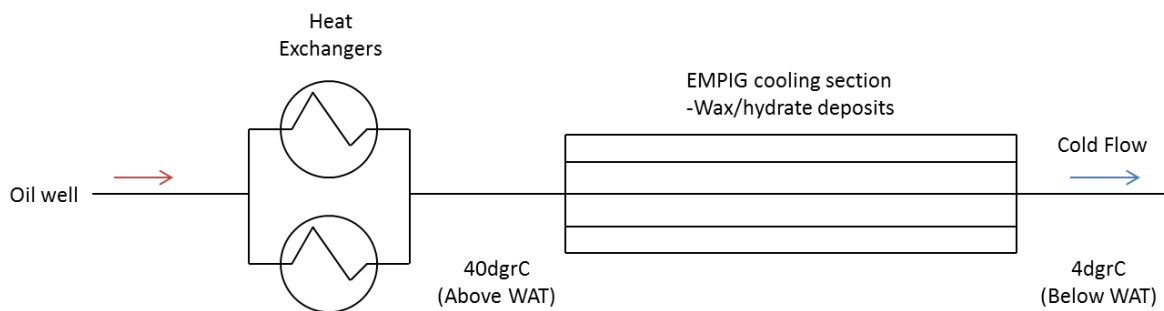 Heat
Exchangers
EMPIG cooling section
-Wax/hydrate deposits
Cold Flow
Oil well
40dgrC
(Above WAT)
4dgrC
(Below WAT)